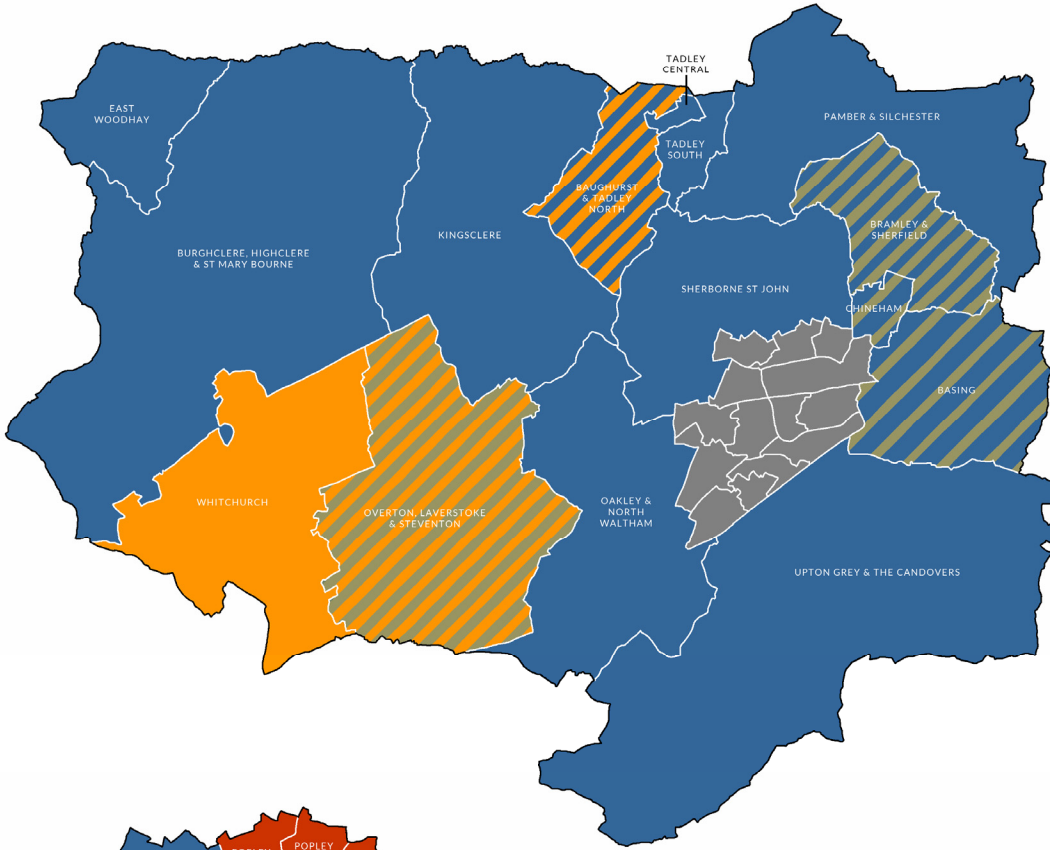 TADLEY
CENTRAL
EAST
WOODHAY
PAMBER & SILCHESTER
TADLEY
SOUTH
BAUGHURST
& TADLEY
NORTH
BRAMLEY &
SHERFIELD
KINGSCLERE
BURGHCLERE, HIGHCLERE
& ST MARY BOURNE
SHERBORNE ST JOHN
CHINEHAM
BASING
WHITCHURCH
OVERTON, LAVERSTOKE
& STEVENTON
OAKLEY &
NORTH
WALTHAM
UPTON GREY & THE CANDOVERS
POPLEY